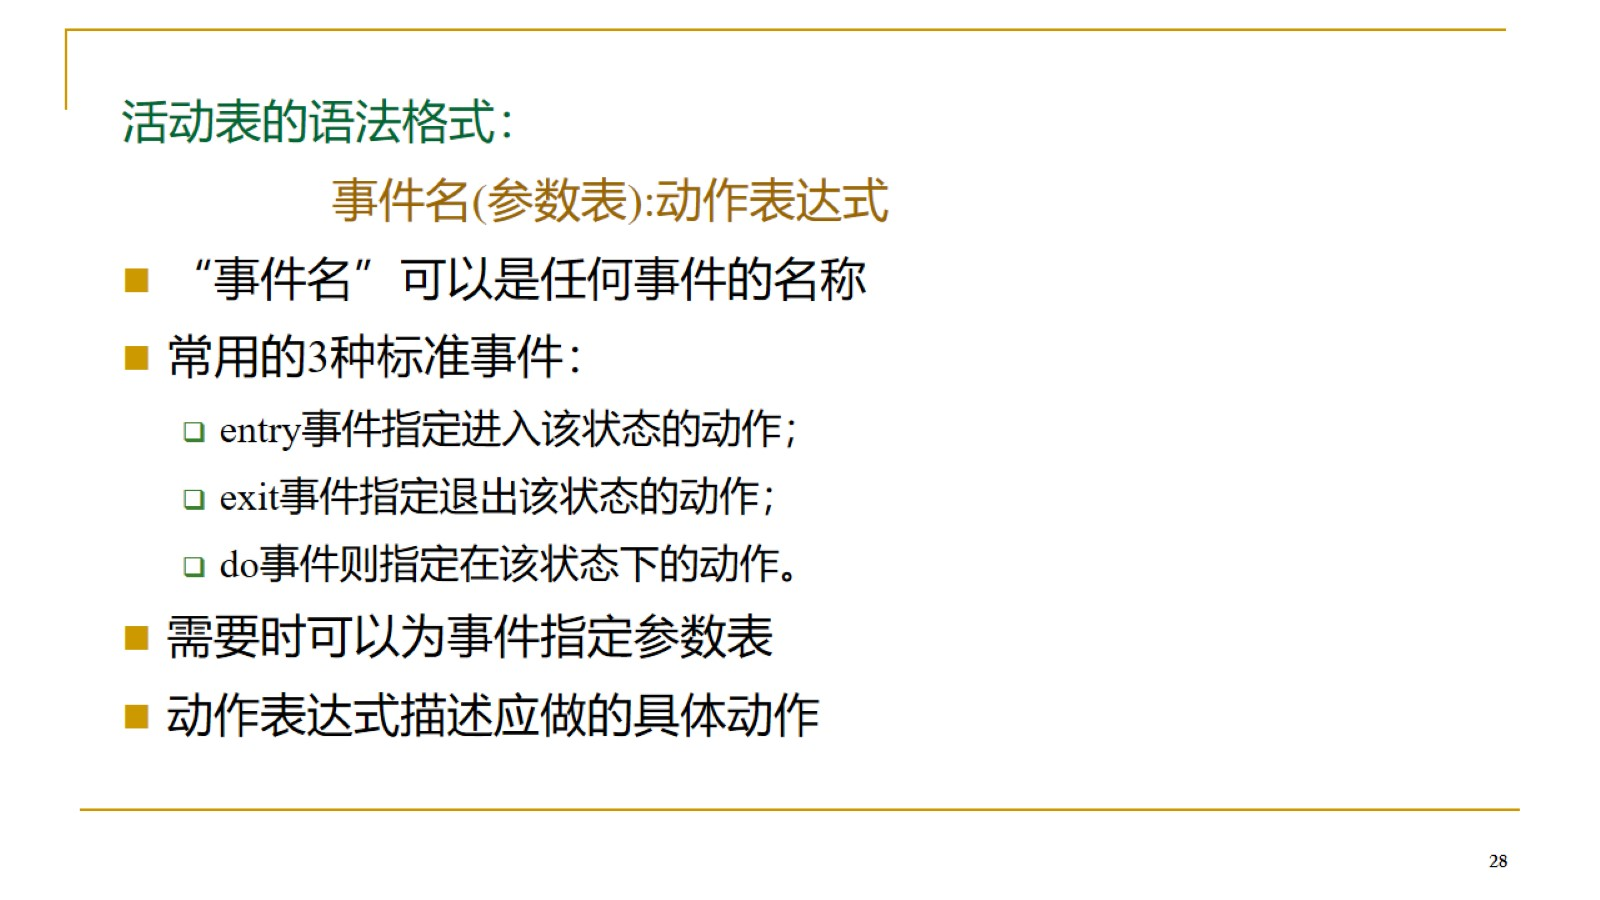 活动表的语法格式：
事件名(参数表):动作表达式
“事件名”可以是任何事件的名称
常用的3种标准事件：
entry事件指定进入该状态的动作；
exit事件指定退出该状态的动作；
do事件则指定在该状态下的动作。
需要时可以为事件指定参数表
动作表达式描述应做的具体动作
28